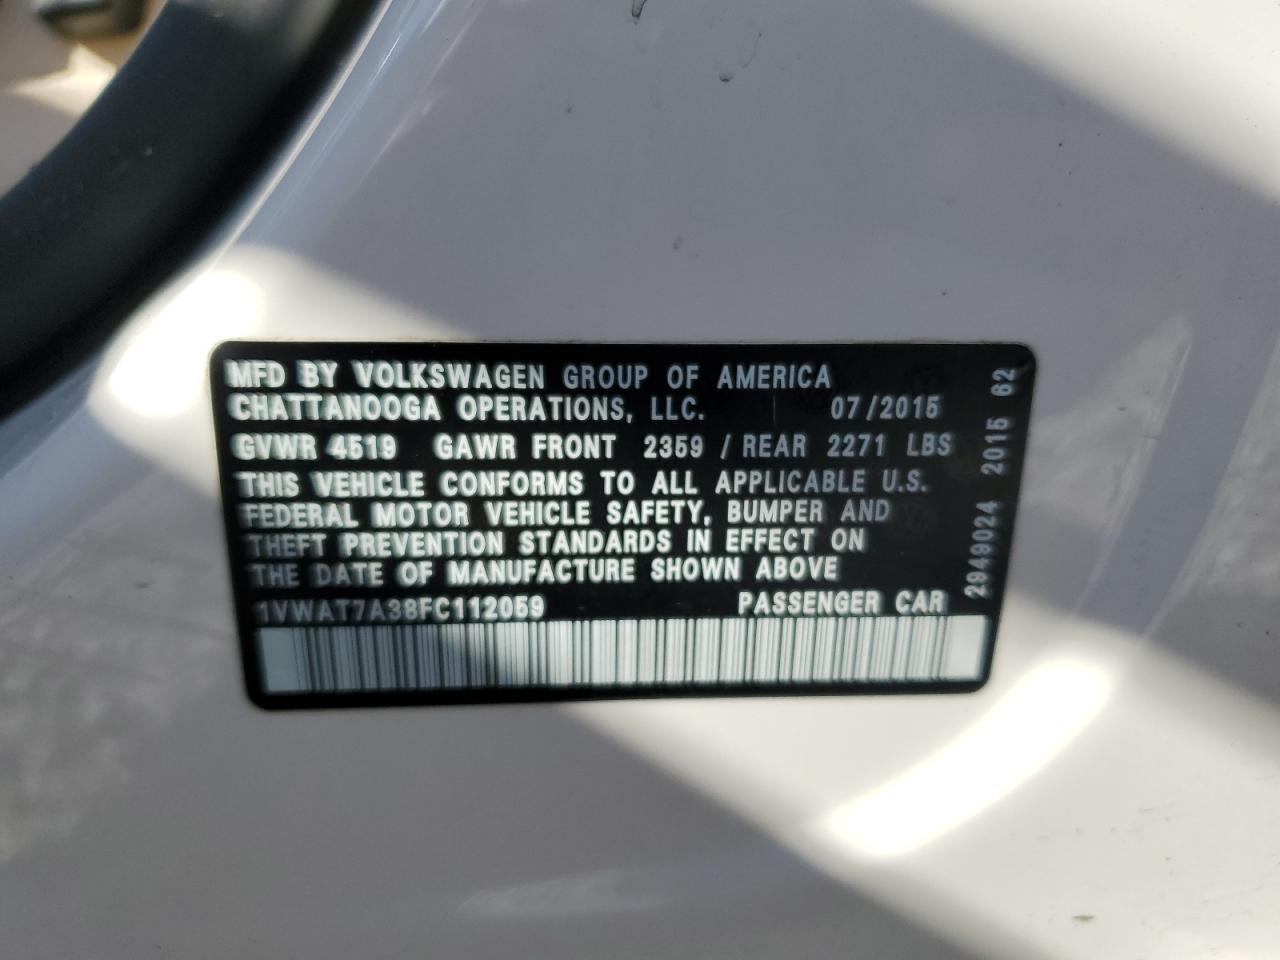 MFD BY VOLKSWAGEN GROUP OF AMERICA
CHATTANOOGA OPERATIONS, LLC. 07/2015
GVWR 4519 GAWR FRONT 2359 / REAR 2271 LBS
THIS VEHICLE CONFORMS TO ALL APPLICABLE U.S.
FEDERAL MOTOR VEHICLE SAFETY, BUMPER AND
THEFT PREVENTION STANDARDS IN EFFECT ON
THE DATE OF MANUFACTURE SHOWN ABOVE
1VWAT7A38FC112059 PASSENGER CAR
2949024 2015 62